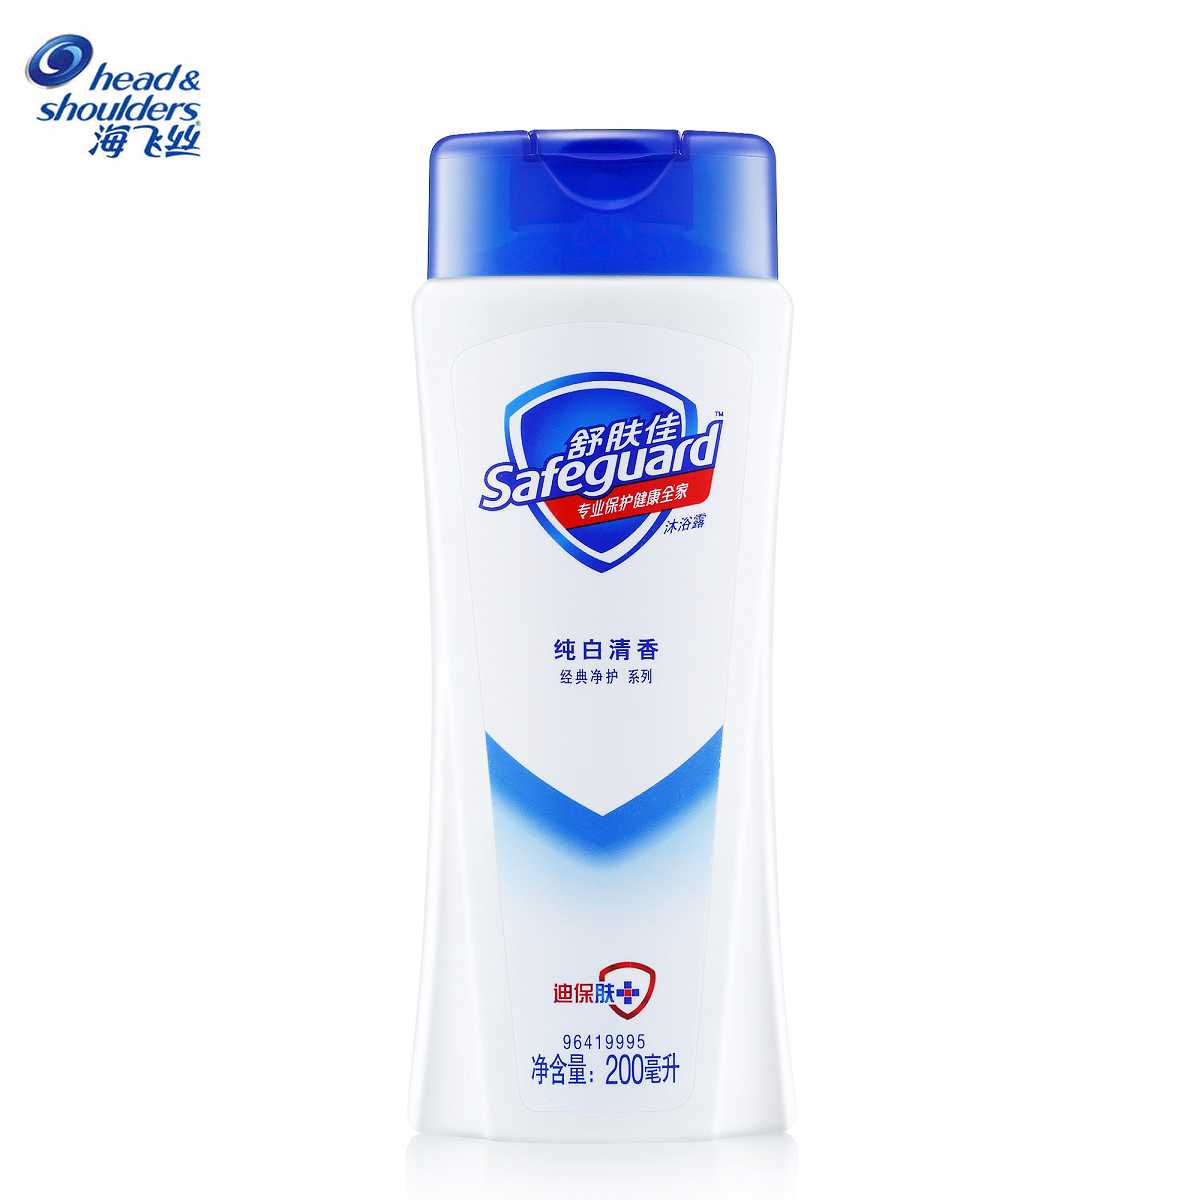 head &
shoulders®
海飞丝
舒肤佳
Safeguard™
专业保护健康全家
沐浴露
纯白清香
经典净护 系列
迪保肤
96419995
净含量：200毫升